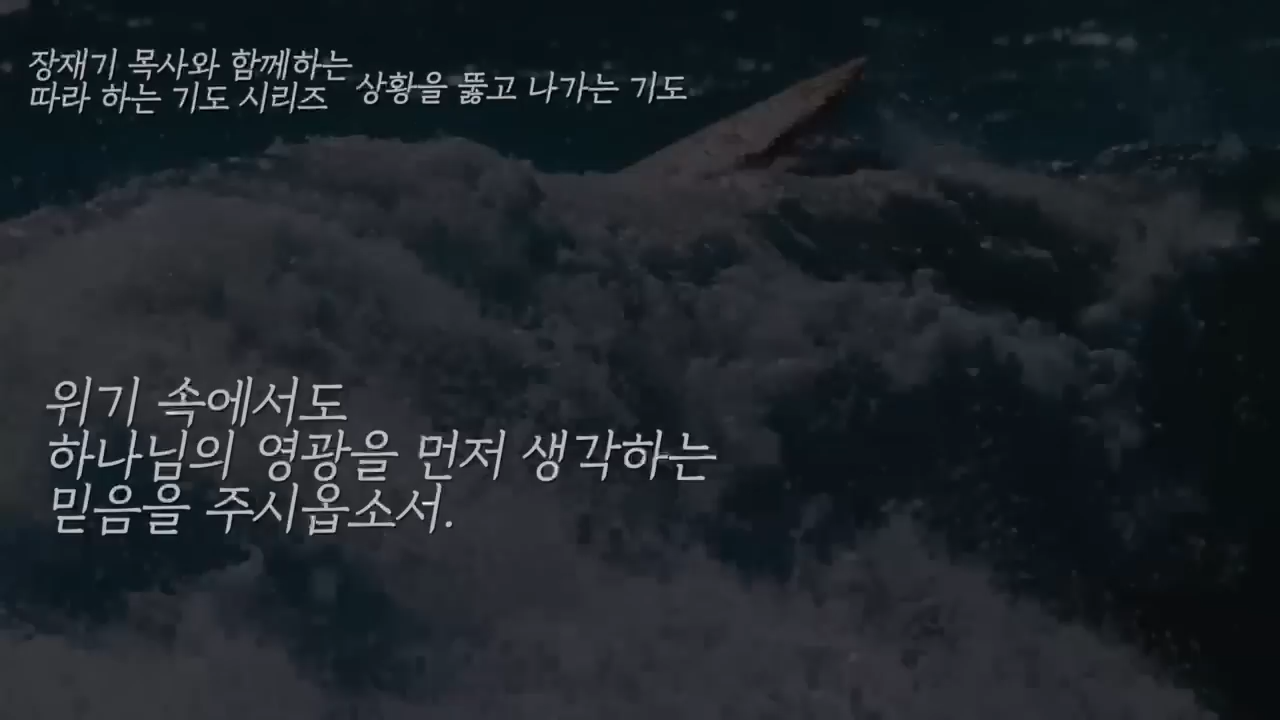 장재기 목사와 함께하는
따라 하는 기도 시리즈
상황을 뚫고 나가는 기도
위기 속에서도
하나님의 영광을 먼저 생각하는
믿음을 주시옵소서.